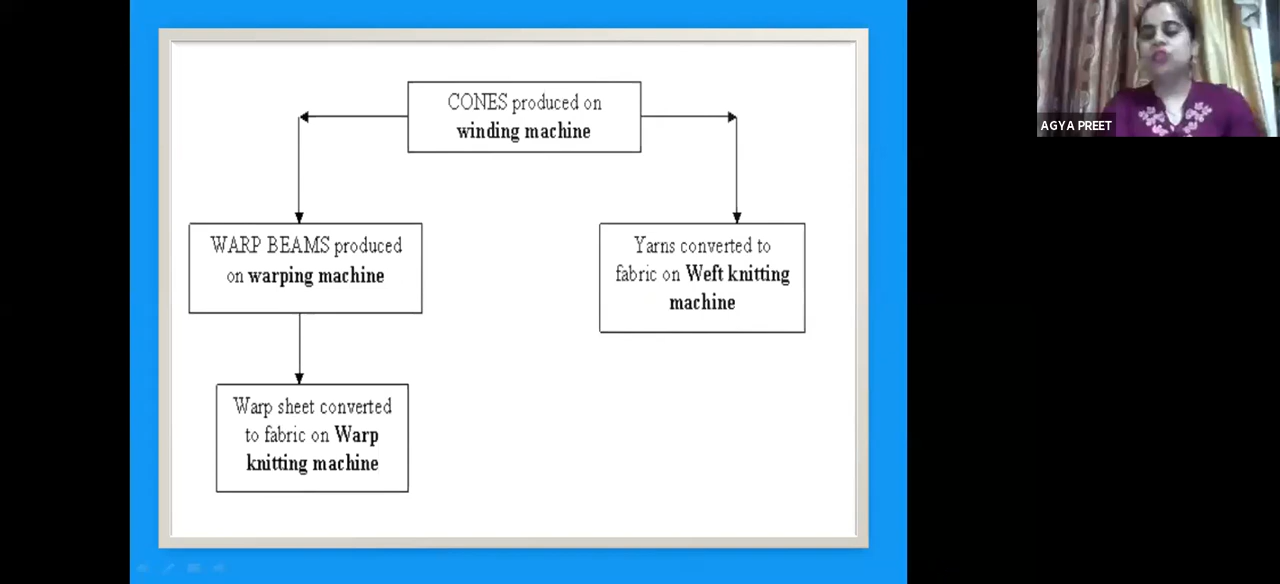 CONES produced on
winding machine
AGYA PREET
WARP BEAMS produced
on warping machine
Yarns converted to
fabric on Weft knitting
machine
Warp sheet converted
to fabric on Warp
knitting machine